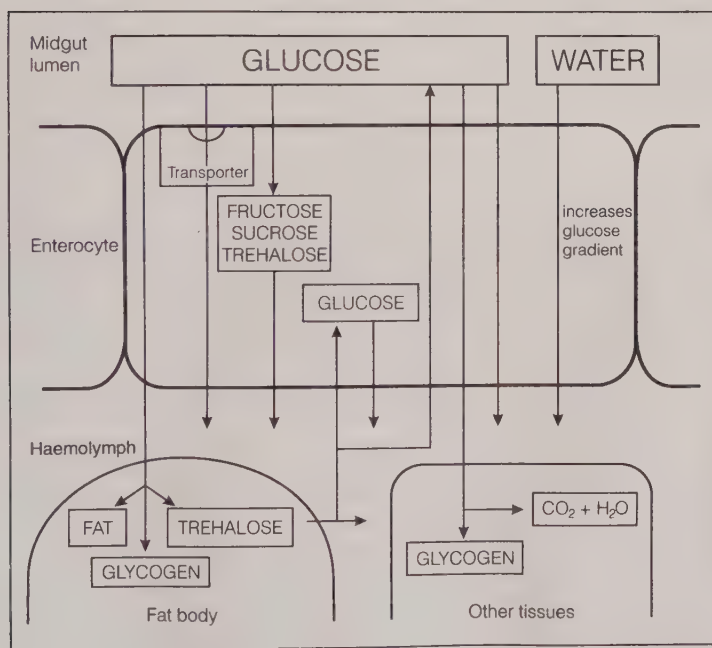 Midgut
lumen
GLUCOSE
WATER
Transporter
FRUCTOSE
SUCROSE
TREHALOSE
increases
glucose
gradient
Enterocyte
GLUCOSE
Haemolymph
FAT
TREHALOSE
GLYCOGEN
CO₂ + H₂O
GLYCOGEN
Fat body
Other tissues